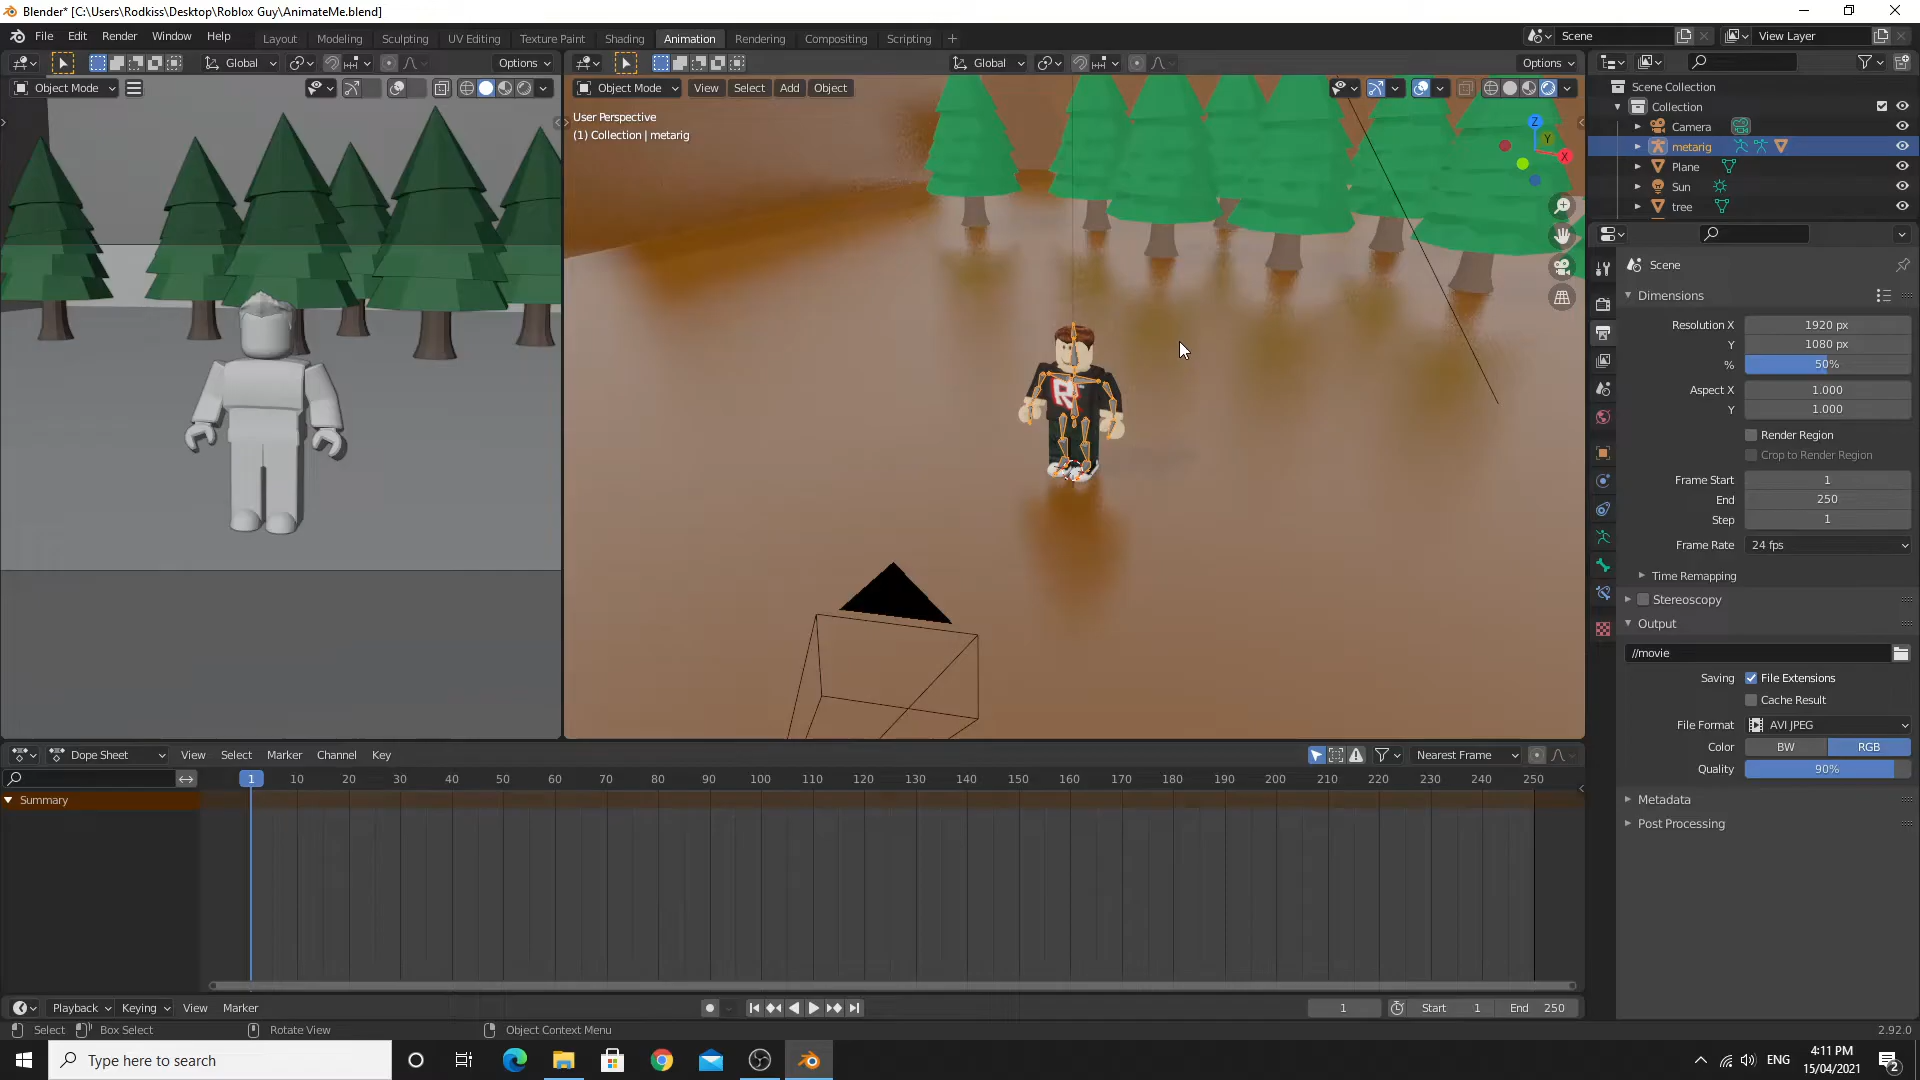 Blender* [C:\Users\Rodkiss\Desktop\Roblox Guy\AnimateMe.blend]
File Edit Render Window Help
Layout Modeling Sculpting UV Editing Texture Paint Shading Animation Rendering Compositing Scripting
Scene
View Layer
Global
Options
Global
Options
Object Mode
Object Mode View Select Add Object
User Perspective
(1) Collection | metarig
Z
Y
X
R
Scene Collection
Collection
Camera
metarig
Plane
Sun
tree
Scene
Dimensions
Resolution X 1920 px
Y 1080 px
% 50%
Aspect X 1.000
Y 1.000
Render Region
Crop to Render Region
Frame Start 1
End 250
Step 1
Frame Rate 24 fps
Time Remapping
Stereoscopy
Output
//movie
Saving File Extensions
Cache Result
File Format AVI JPEG
Color BW RGB
Quality 90%
Metadata
Post Processing
Dope Sheet View Select Marker Channel Key
Nearest Frame
1 10 20 30 40 50 60 70 80 90 100 110 120 130 140 150 160 170 180 190 200 210 220 230 240 250
Summary
Playback Keying View Marker
1 Start 1 End 250
Select Box Select Rotate View Object Context Menu 2.92.0
Type here to search
ENG
4:11 PM
15/04/2021
2